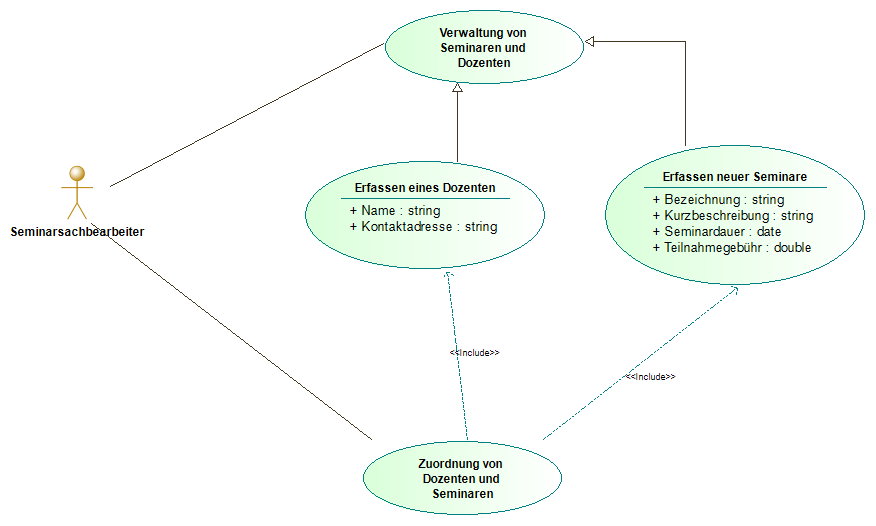 Verwaltung von
Seminaren und
Dozenten
Erfassen eines Dozenten
+ Name : string
+ Kontaktadresse : string
Erfassen neuer Seminare
+ Bezeichnung : string
+ Kurzbeschreibung : string
+ Seminardauer : date
+ Teilnahmegebühr : double
Seminarsachbearbeiter
<<Include>>
<<Include>>
Zuordnung von
Dozenten und
Seminaren